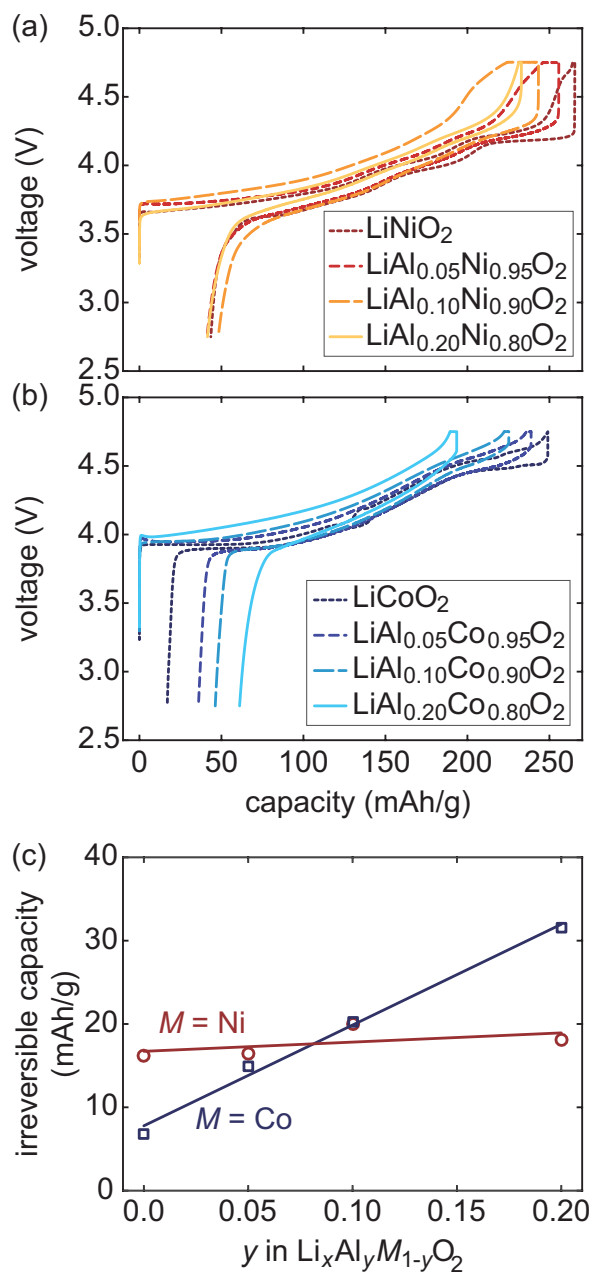 (a)
5.0
4.5
4.0
3.5
3.0
2.5
voltage (V)
LiNiO₂
LiAl₀.₀₅Ni₀.₉₅O₂
LiAl₀.₁₀Ni₀.₉₀O₂
LiAl₀.₂₀Ni₀.₈₀O₂
(b)
5.0
4.5
4.0
3.5
3.0
2.5
voltage (V)
LiCoO₂
LiAl₀.₀₅Co₀.₉₅O₂
LiAl₀.₁₀Co₀.₉₀O₂
LiAl₀.₂₀Co₀.₈₀O₂
0 50 100 150 200 250
capacity (mAh/g)
(c)
40
30
20
10
0
irreversible capacity
(mAh/g)
M = Ni
M = Co
0.0 0.05 0.10 0.15 0.20
y in LiₓAlᵧM₁₋ᵧO₂